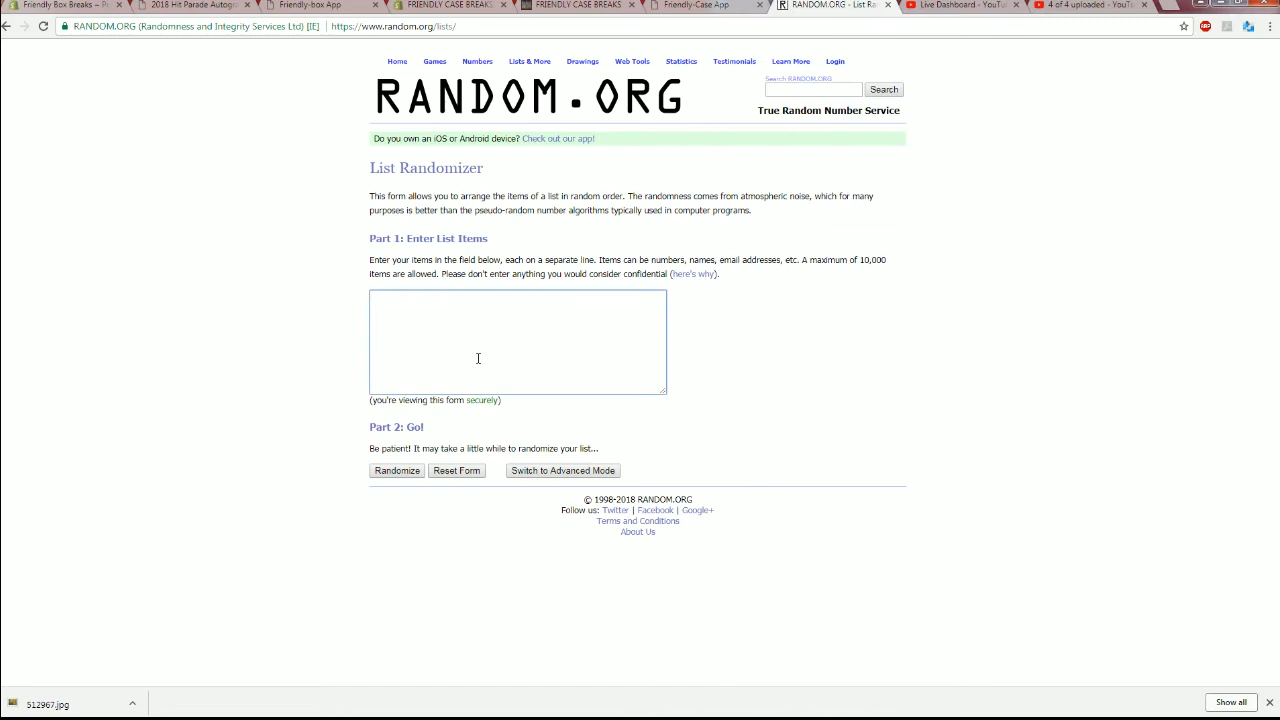 Friendly Box Breaks – Pr
2018 Hit Parade Autogr
Friendly-box App
FRIENDLY CASE BREAKS
FRIENDLY CASE BREAKS
Friendly-Case App
RANDOM.ORG - List Ra
Live Dashboard - YouTu
4 of 4 uploaded - YouTu
RANDOM.ORG (Randomness and Integrity Services Ltd) [IE] https://www.random.org/lists/
Home Games Numbers Lists & More Drawings Web Tools Statistics Testimonials Learn More Login
RANDOM.ORG
Search RANDOM.ORG
Search
True Random Number Service
Do you own an iOS or Android device? Check out our app!
List Randomizer
This form allows you to arrange the items of a list in random order. The randomness comes from atmospheric noise, which for many
purposes is better than the pseudo-random number algorithms typically used in computer programs.
Part 1: Enter List Items
Enter your items in the field below, each on a separate line. Items can be numbers, names, email addresses, etc. A maximum of 10,000
items are allowed. Please don't enter anything you would consider confidential (here's why).
(you're viewing this form securely)
Part 2: Go!
Be patient! It may take a little while to randomize your list...
Randomize Reset Form Switch to Advanced Mode
© 1998-2018 RANDOM.ORG
Follow us: Twitter | Facebook | Google+
Terms and Conditions
About Us
512967.jpg
Show all